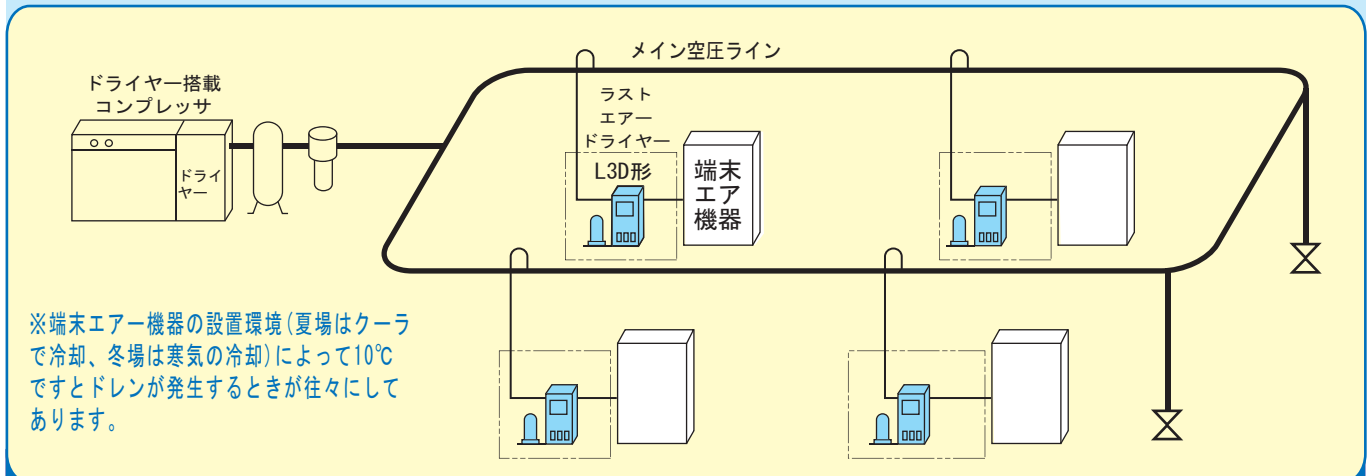 メイン空圧ライン
ドライヤー搭載
コンプレッサ
ドライ
ヤー
ラスト
エアー
ドライヤー
L3D形
端末
エア
機器
※端末エアー機器の設置環境(夏場はクーラ
で冷却、冬場は寒気の冷却)によって10℃
ですとドレンが発生するときが往々にして
あります。